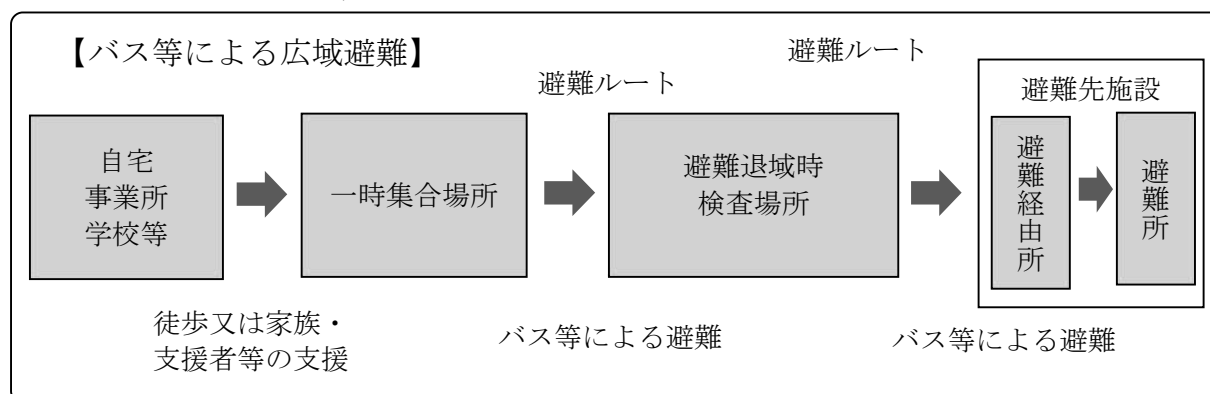 【バス等による広域避難】
避難ルート
避難ルート
自宅
事業所
学校等
一時集合場所
避難退域時
検査場所
避難先施設
避難経由所
避難所
徒歩又は家族・
支援者等の支援
バス等による避難
バス等による避難